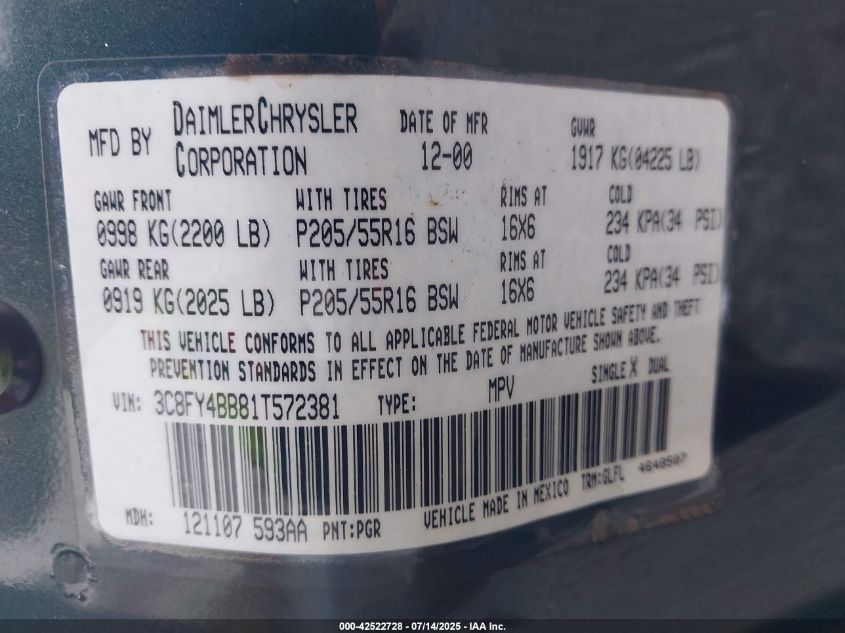 MFD BY DAIMLERCHRYSLER CORPORATION DATE OF MFR 12-00 GVWR 1917 KG(04225 LB)
GAWR FRONT WITH TIRES RIMS AT COLD
0998 KG(2200 LB) P205/55R16 BSW 16X6 234 KPA(34 PSI)
GAWR REAR WITH TIRES RIMS AT COLD
0919 KG(2025 LB) P205/55R16 BSW 16X6 234 KPA(34 PSI)
THIS VEHICLE CONFORMS TO ALL APPLICABLE FEDERAL MOTOR VEHICLE SAFETY AND THEFT
PREVENTION STANDARDS IN EFFECT ON THE DATE OF MANUFACTURE SHOWN ABOVE.
VIN: 3C8FY4BB81T572381 TYPE: MPV SINGLE X DUAL
MDH: 121107 593AA PNT:PGR VEHICLE MADE IN MEXICO TRM:GLFL 4648507
000-42522728 - 07/14/2025 - IAA Inc.